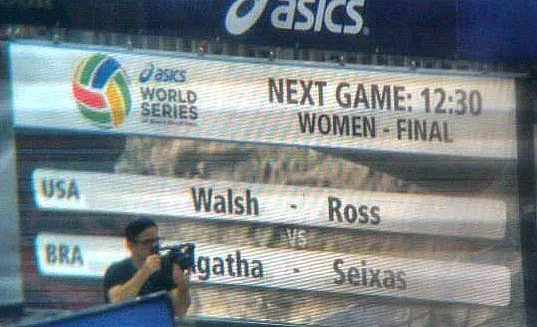 asics.
asics
WORLD
SERIES
NEXT GAME: 12:30
WOMEN - FINAL
USA Walsh - Ross
VS
BRA gatha - Seixas